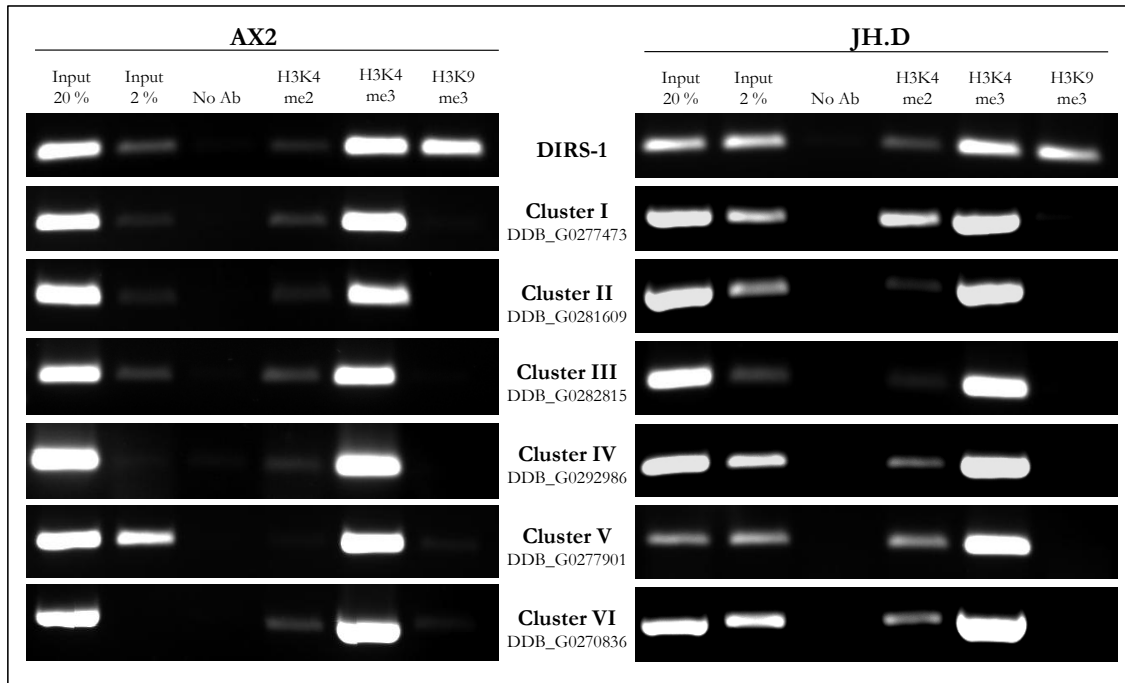 AX2
JH.D
Input 20 % Input 2 % No Ab H3K4 me2 H3K4 me3 H3K9 me3
Input 20 % Input 2 % No Ab H3K4 me2 H3K4 me3 H3K9 me3
DIRS-1
Cluster I
DDB_G0277473
Cluster II
DDB_G0281609
Cluster III
DDB_G0282815
Cluster IV
DDB_G0292986
Cluster V
DDB_G0277901
Cluster VI
DDB_G0270836